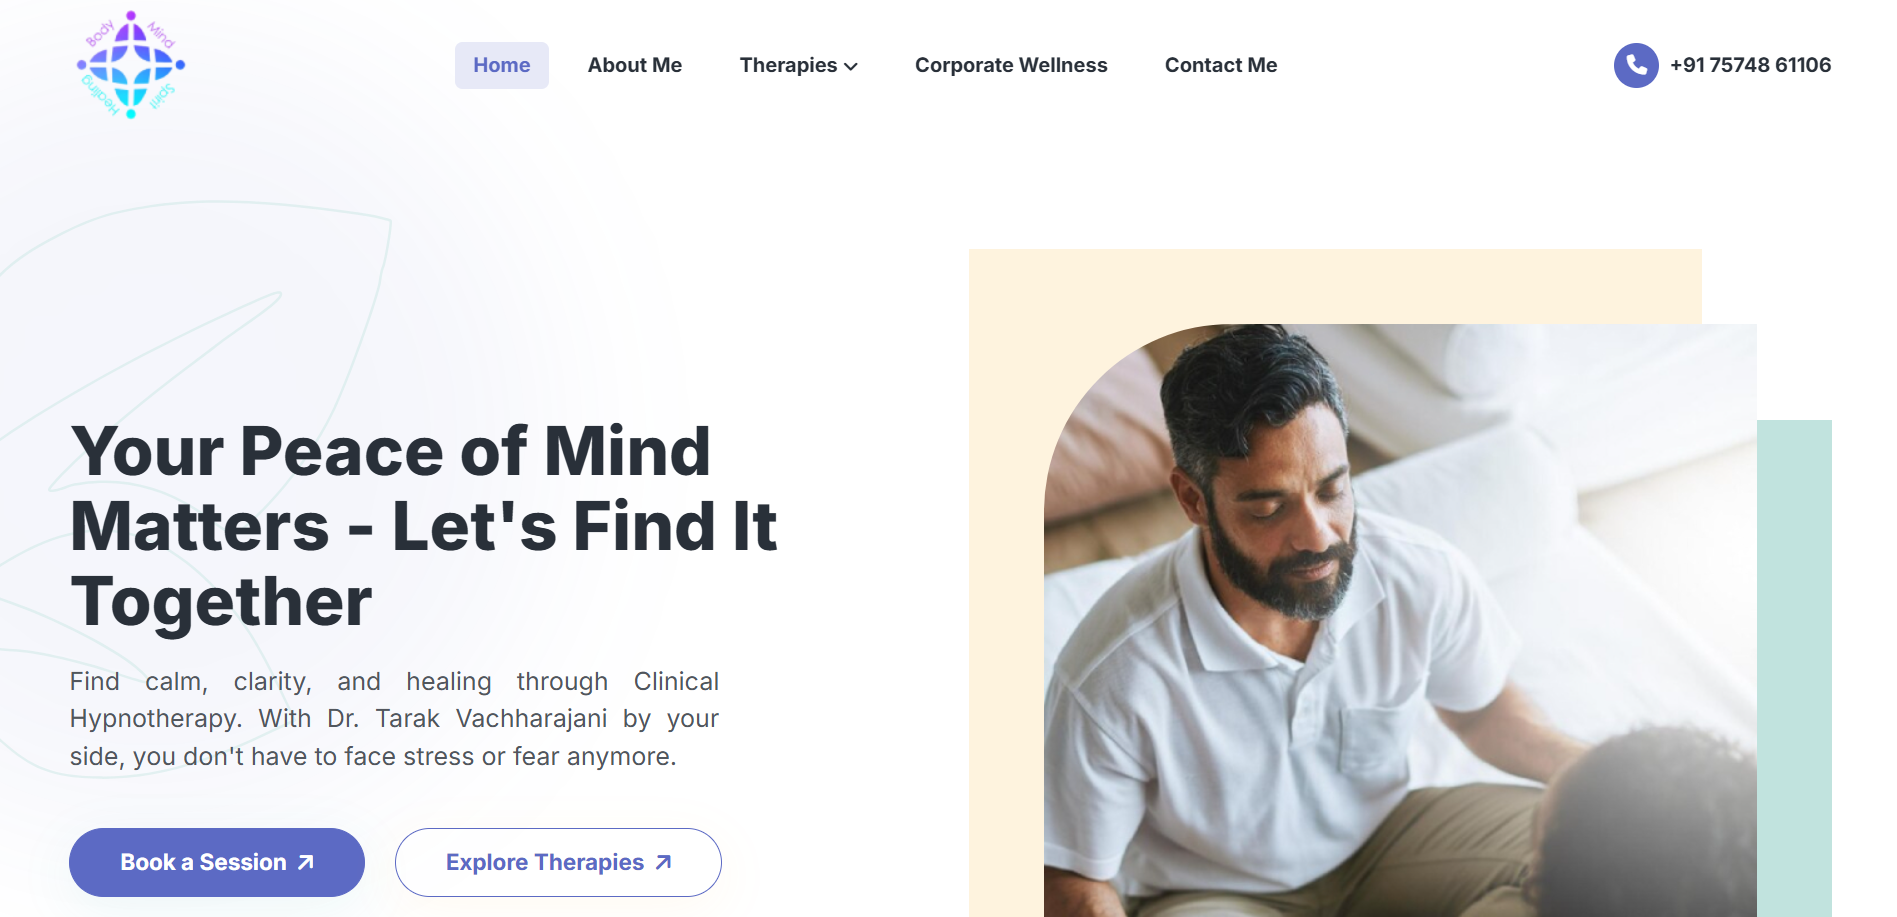 Body
Mind
Healing
Spirit
Home
About Me
Therapies
Corporate Wellness
Contact Me
+91 75748 61106
Your Peace of Mind
Matters - Let's Find It
Together
Find calm, clarity, and healing through Clinical
Hypnotherapy. With Dr. Tarak Vachharajani by your
side, you don't have to face stress or fear anymore.
Book a Session
Explore Therapies